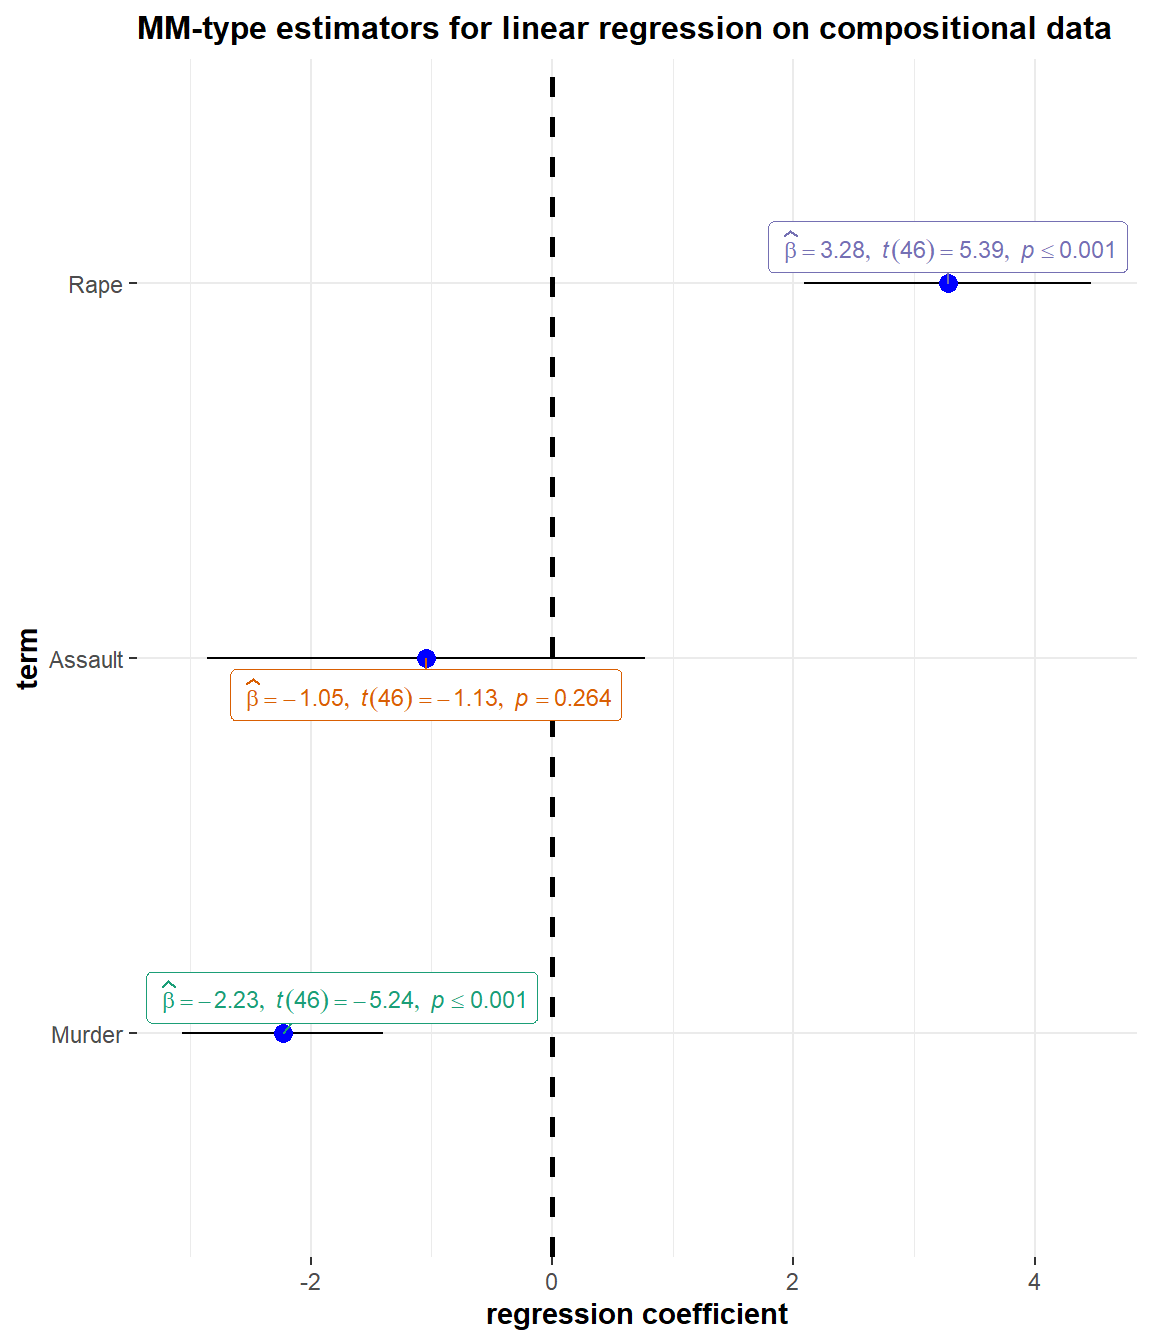 MM-type estimators for linear regression on compositional data
β̂ = 3.28, t(46) = 5.39, p ≤ 0.001
Rape
term
Assault
β̂ = −1.05, t(46) = −1.13, p = 0.264
β̂ = −2.23, t(46) = −5.24, p ≤ 0.001
Murder
-2 0 2 4
regression coefficient